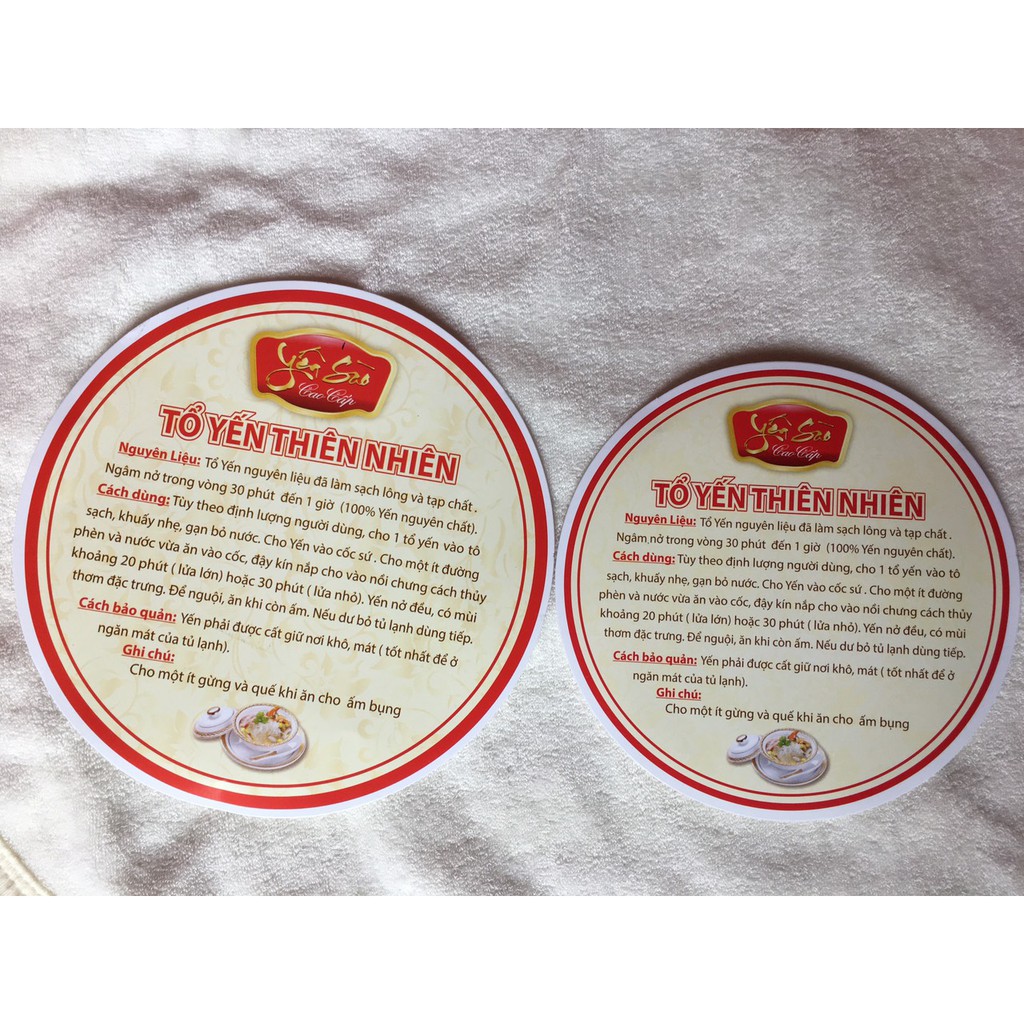 Yến Sào
Cao Cấp
TỔ YẾN THIÊN NHIÊN
Nguyên Liệu: Tổ Yến nguyên liệu đã làm sạch lông và tạp chất .
Ngâm nở trong vòng 30 phút đến 1 giờ (100% Yến nguyên chất).
Cách dùng: Tùy theo định lượng người dùng, cho 1 tổ yến vào tô
sạch, khuấy nhẹ, gạn bỏ nước. Cho Yến vào cốc sứ . Cho một ít đường
phèn và nước vừa ăn vào cốc, đậy kín nắp cho vào nồi chưng cách thủy
khoảng 20 phút ( lửa lớn) hoặc 30 phút ( lửa nhỏ). Yến nở đều, có mùi
thơm đặc trưng. Để nguội, ăn khi còn ấm. Nếu dư bỏ tủ lạnh dùng tiếp.
Cách bảo quản: Yến phải được cất giữ nơi khô, mát ( tốt nhất để ở
ngăn mát của tủ lạnh).
Ghi chú:
Cho một ít gừng và quế khi ăn cho ấm bụng
Yến Sào
Cao Cấp
TỔ YẾN THIÊN NHIÊN
Nguyên Liệu: Tổ Yến nguyên liệu đã làm sạch lông và tạp chất .
Ngâm nở trong vòng 30 phút đến 1 giờ (100% Yến nguyên chất).
Cách dùng: Tùy theo định lượng người dùng, cho 1 tổ yến vào tô
sạch, khuấy nhẹ, gạn bỏ nước. Cho Yến vào cốc sứ . Cho một ít đường
phèn và nước vừa ăn vào cốc, đậy kín nắp cho vào nồi chưng cách thủy
khoảng 20 phút ( lửa lớn) hoặc 30 phút ( lửa nhỏ). Yến nở đều, có mùi
thơm đặc trưng. Để nguội, ăn khi còn ấm. Nếu dư bỏ tủ lạnh dùng tiếp.
Cách bảo quản: Yến phải được cất giữ nơi khô, mát ( tốt nhất để ở
ngăn mát của tủ lạnh).
Ghi chú:
Cho một ít gừng và quế khi ăn cho ấm bụng